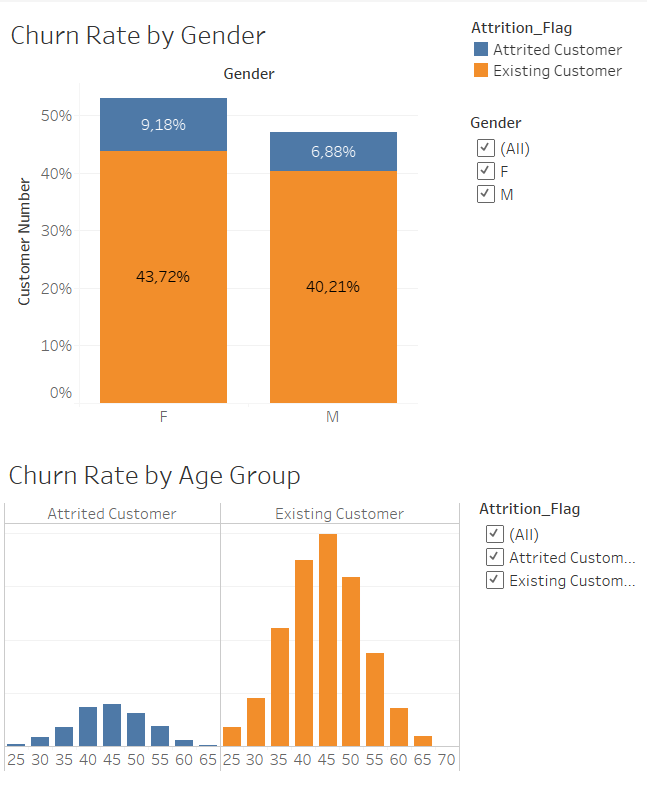 Churn Rate by Gender
Gender
50%
40%
30%
20%
10%
0%
Customer Number
9,18%
43,72%
6,88%
40,21%
F
M
Attrition_Flag
Attrited Customer
Existing Customer
Gender
(All)
F
M
Churn Rate by Age Group
Attrited Customer
Existing Customer
25 30 35 40 45 50 55 60 65 25 30 35 40 45 50 55 60 65 70
Attrition_Flag
(All)
Attrited Custom...
Existing Custom...